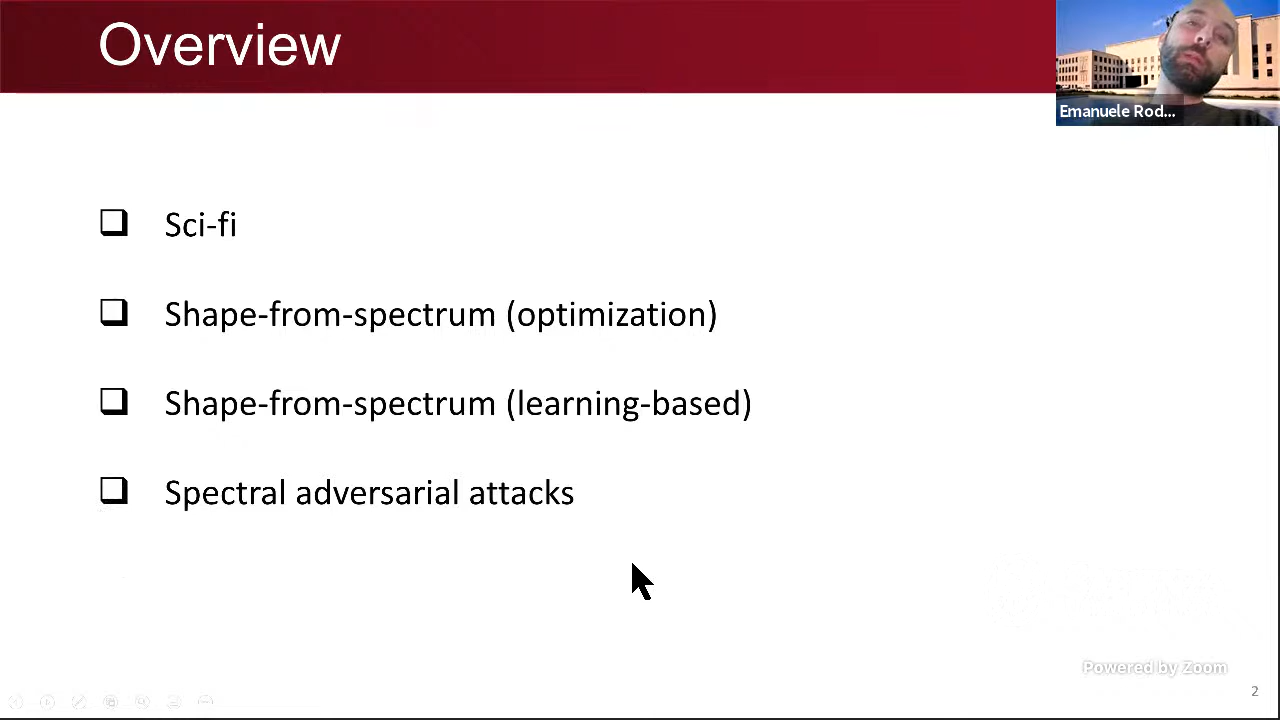 Overview
Emanuele Rod...
Sci-fi
Shape-from-spectrum (optimization)
Shape-from-spectrum (learning-based)
Spectral adversarial attacks
Powered by Zoom
2